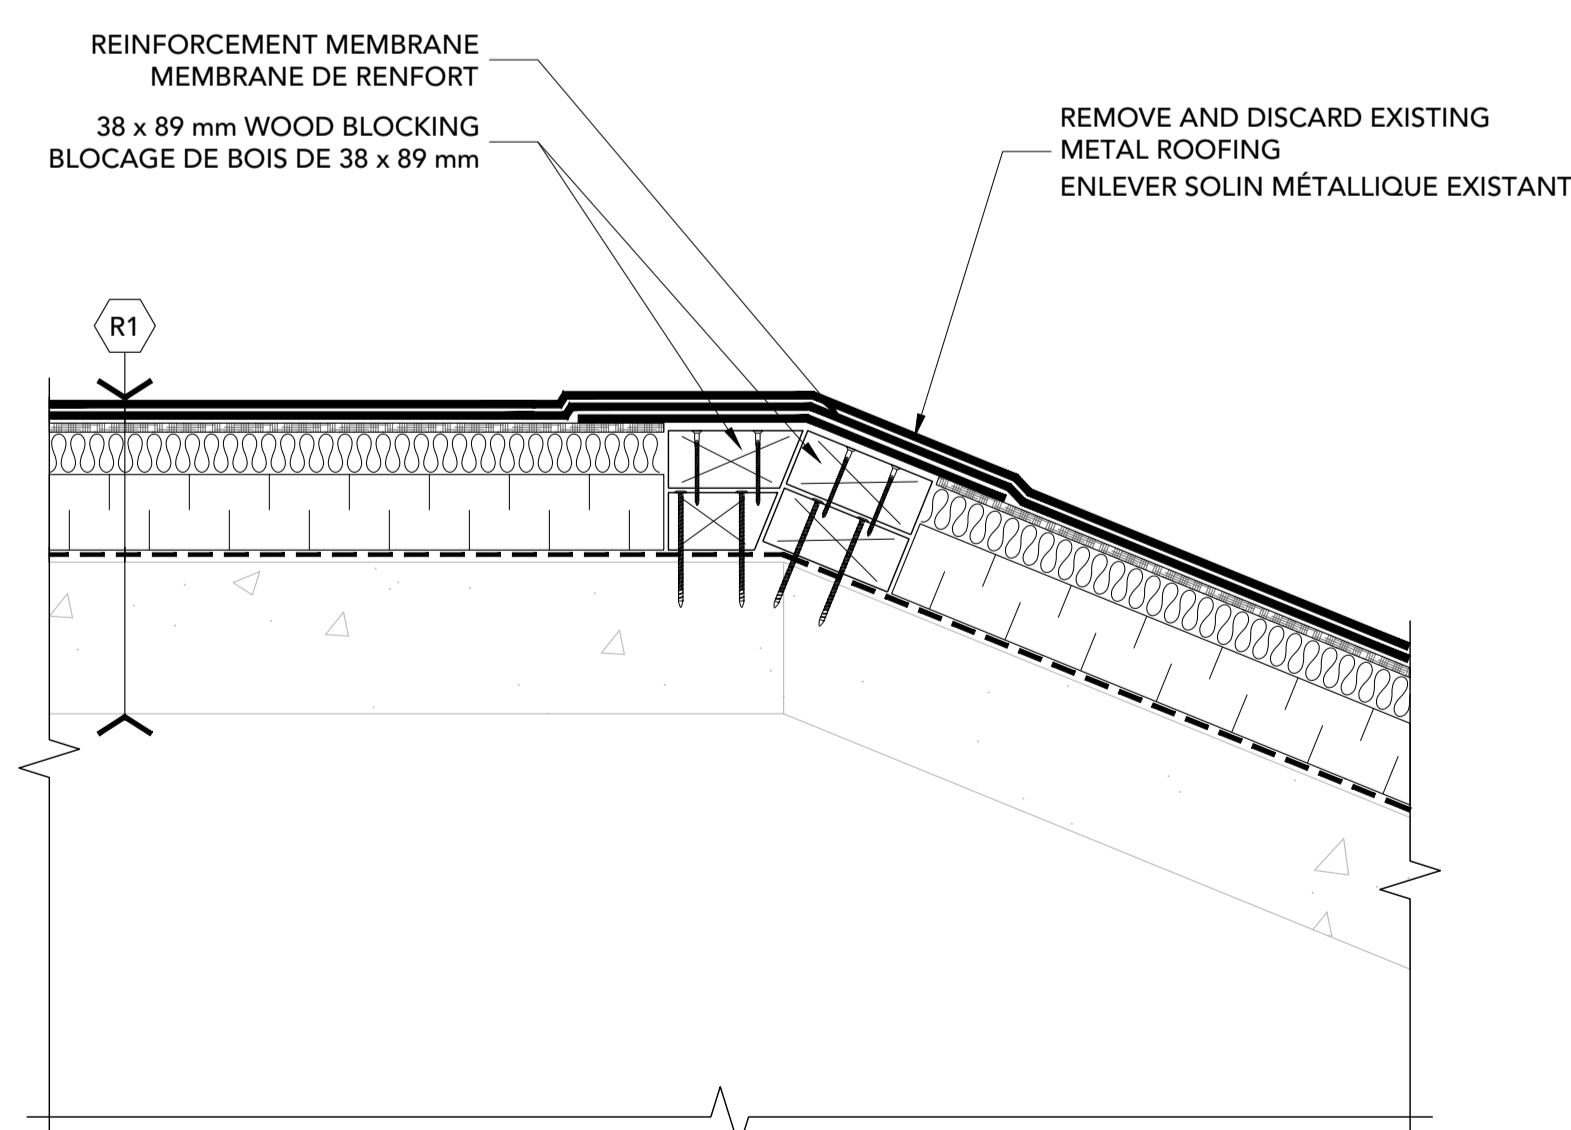 REINFORCEMENT MEMBRANE
MEMBRANE DE RENFORT
38 x 89 mm WOOD BLOCKING
BLOCAGE DE BOIS DE 38 x 89 mm
REMOVE AND DISCARD EXISTING
METAL ROOFING
ENLEVER SOLIN MÉTALLIQUE EXISTANT
R1